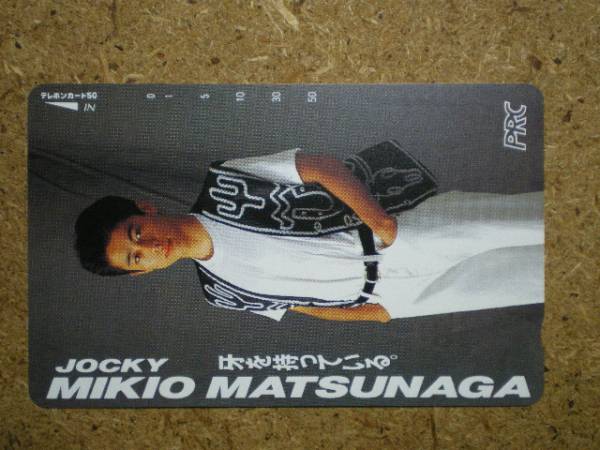 テレホンカード50
IN
0 1 5 10 30 50
PRC
牙を持っている。
JOCKY
MIKIO MATSUNAGA